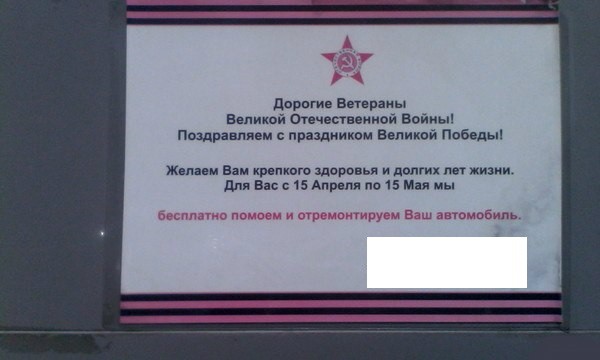 Дорогие Ветераны
Великой Отечественной Войны!
Поздравляем с праздником Великой Победы!
Желаем Вам крепкого здоровья и долгих лет жизни.
Для Вас с 15 Апреля по 15 Мая мы
бесплатно помоем и отремонтируем Ваш автомобиль.